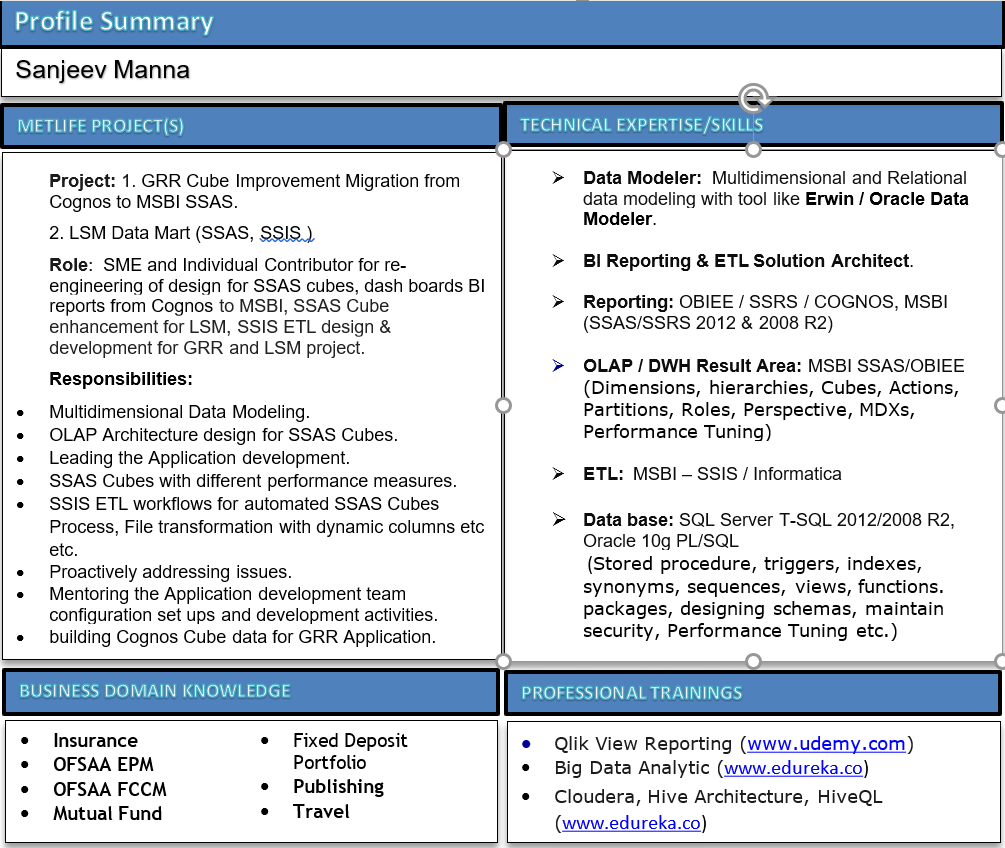 Profile Summary
Sanjeev Manna
METLIFE PROJECT(S)
Project: 1. GRR Cube Improvement Migration from
Cognos to MSBI SSAS.
2. LSM Data Mart (SSAS, SSIS )
Role:  SME and Individual Contributor for re-
engineering of design for SSAS cubes, dash boards BI
reports from Cognos to MSBI, SSAS Cube
enhancement for LSM, SSIS ETL design &
development for GRR and LSM project.
Responsibilities:
• Multidimensional Data Modeling.
• OLAP Architecture design for SSAS Cubes.
• Leading the Application development.
• SSAS Cubes with different performance measures.
• SSIS ETL workflows for automated SSAS Cubes
Process, File transformation with dynamic columns etc
etc.
• Proactively addressing issues.
• Mentoring the Application development team
configuration set ups and development activities.
• building Cognos Cube data for GRR Application.
TECHNICAL EXPERTISE/SKILLS
➢ Data Modeler:  Multidimensional and Relational
data modeling with tool like Erwin / Oracle Data
Modeler.
➢ BI Reporting & ETL Solution Architect.
➢ Reporting: OBIEE / SSRS / COGNOS, MSBI
(SSAS/SSRS 2012 & 2008 R2)
➢ OLAP / DWH Result Area: MSBI SSAS/OBIEE
(Dimensions, hierarchies, Cubes, Actions,
Partitions, Roles, Perspective, MDXs,
Performance Tuning)
➢ ETL:  MSBI – SSIS / Informatica
➢ Data base: SQL Server T-SQL 2012/2008 R2,
Oracle 10g PL/SQL
(Stored procedure, triggers, indexes,
synonyms, sequences, views, functions.
packages, designing schemas, maintain
security, Performance Tuning etc.)
BUSINESS DOMAIN KNOWLEDGE
• Insurance
• OFSAA EPM
• OFSAA FCCM
• Mutual Fund
• Fixed Deposit
Portfolio
• Publishing
• Travel
PROFESSIONAL TRAININGS
• Qlik View Reporting (www.udemy.com)
• Big Data Analytic (www.edureka.co)
• Cloudera, Hive Architecture, HiveQL
(www.edureka.co)